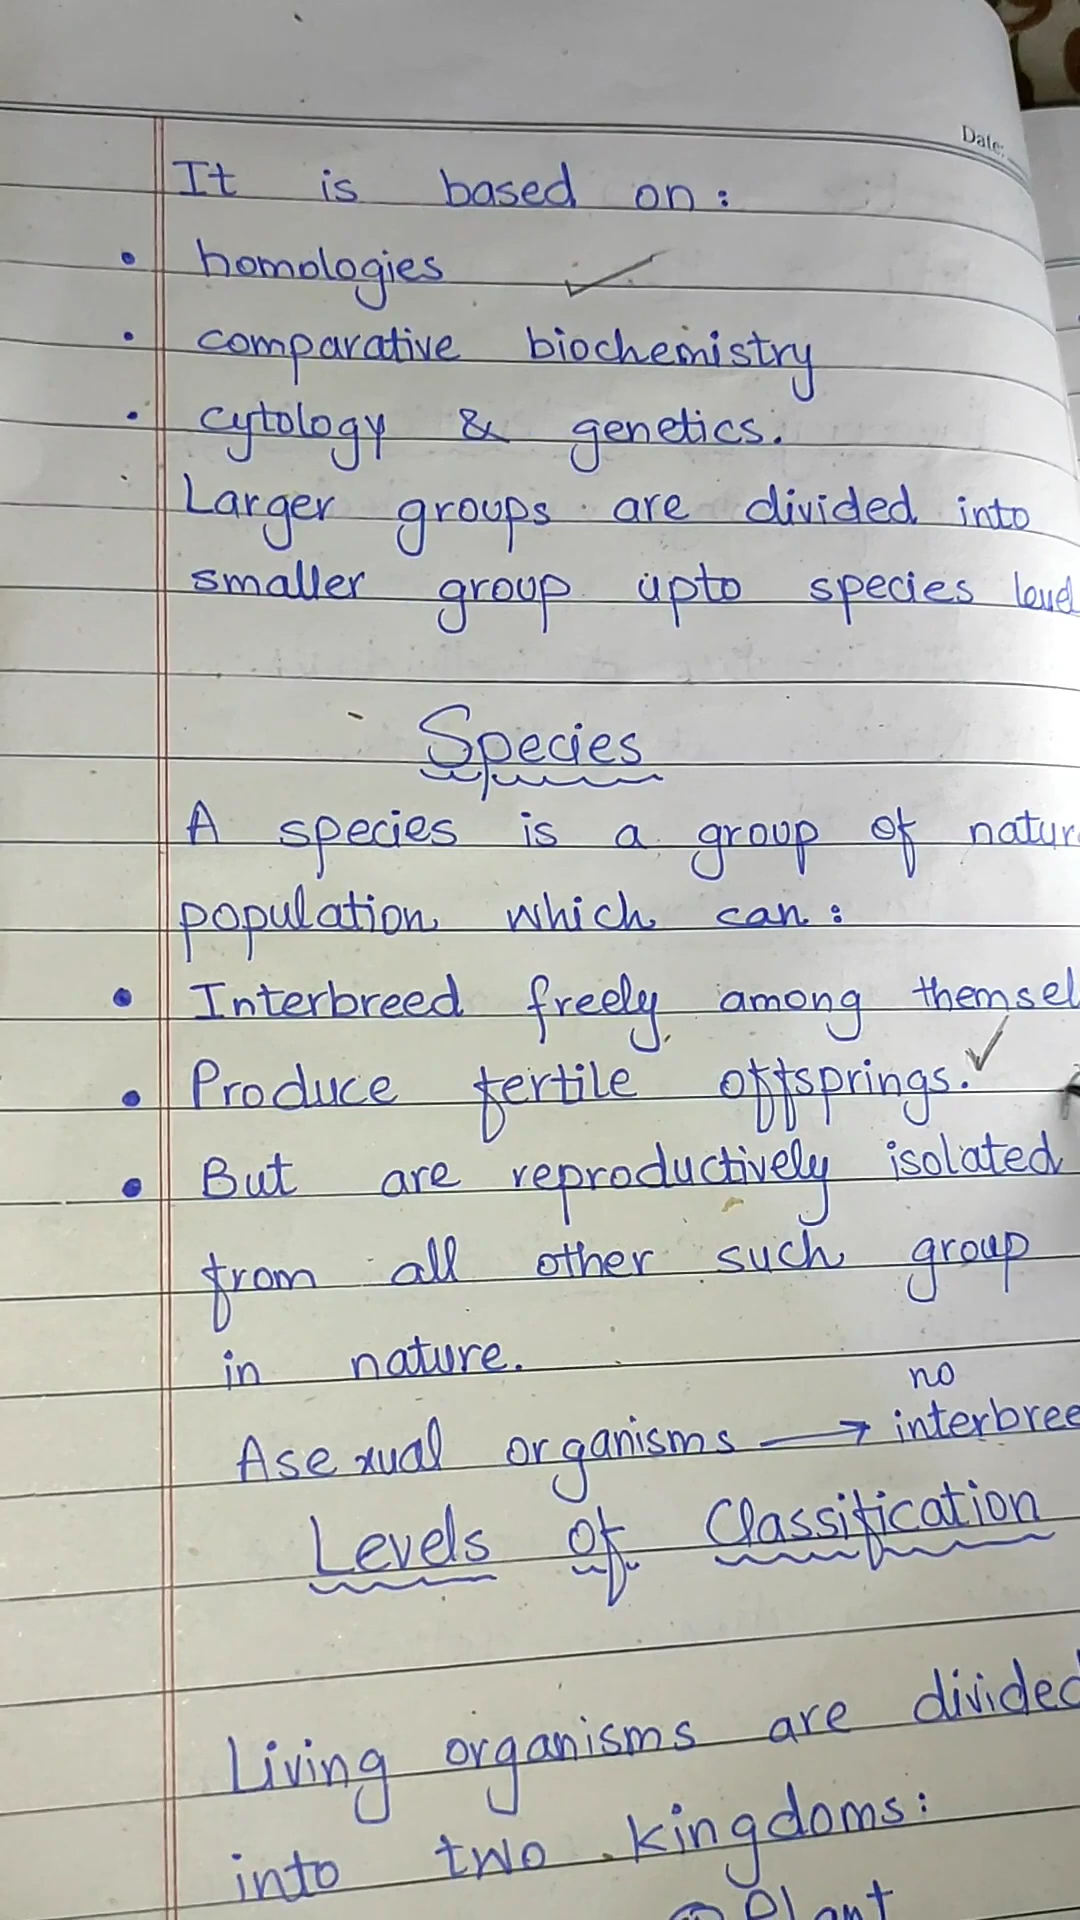 Date:
It is based on:
• homologies
• comparative biochemistry
• cytology & genetics.
Larger groups are divided into
smaller group upto species level
Species
A species is a group of natur
population which can:
• Interbreed freely among themsel
• Produce fertile offsprings.
• But are reproductively isolated
from all other such group
in nature.
no
Asexual organisms → interbree
Levels of Classification
Living organisms are divided
into two kingdoms:
Plant